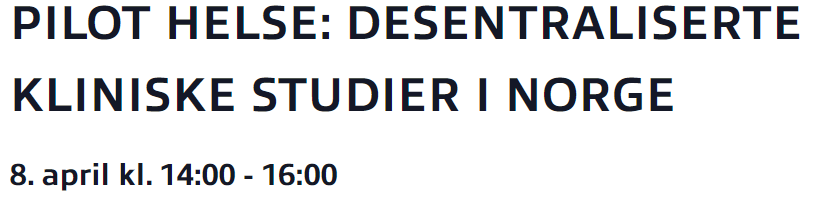 PILOT HELSE: DESENTRALISERTE
KLINISKE STUDIER I NORGE
8. april kl. 14:00 - 16:00